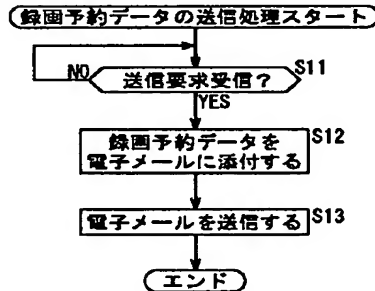 録画予約データの送信処理スタート
NO
送信要求受信？
S11
YES
録画予約データを
電子メールに添付する
S12
電子メールを送信する
S13
エンド